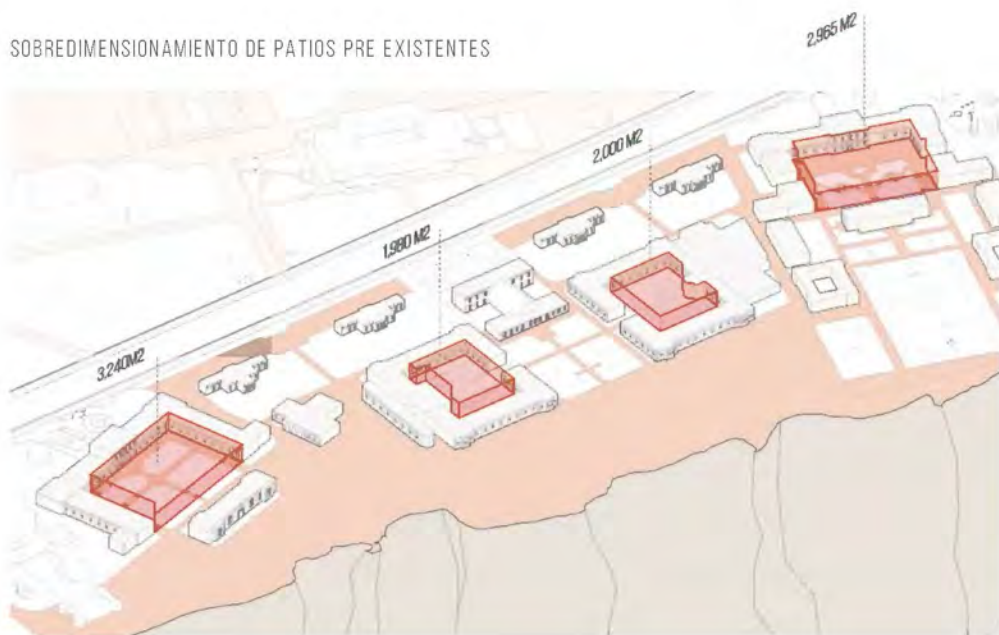 SOBREDIMENSIONAMIENTO DE PATIOS PRE EXISTENTES
2,965 M2
2,000 M2
1,980 M2
3,240M2